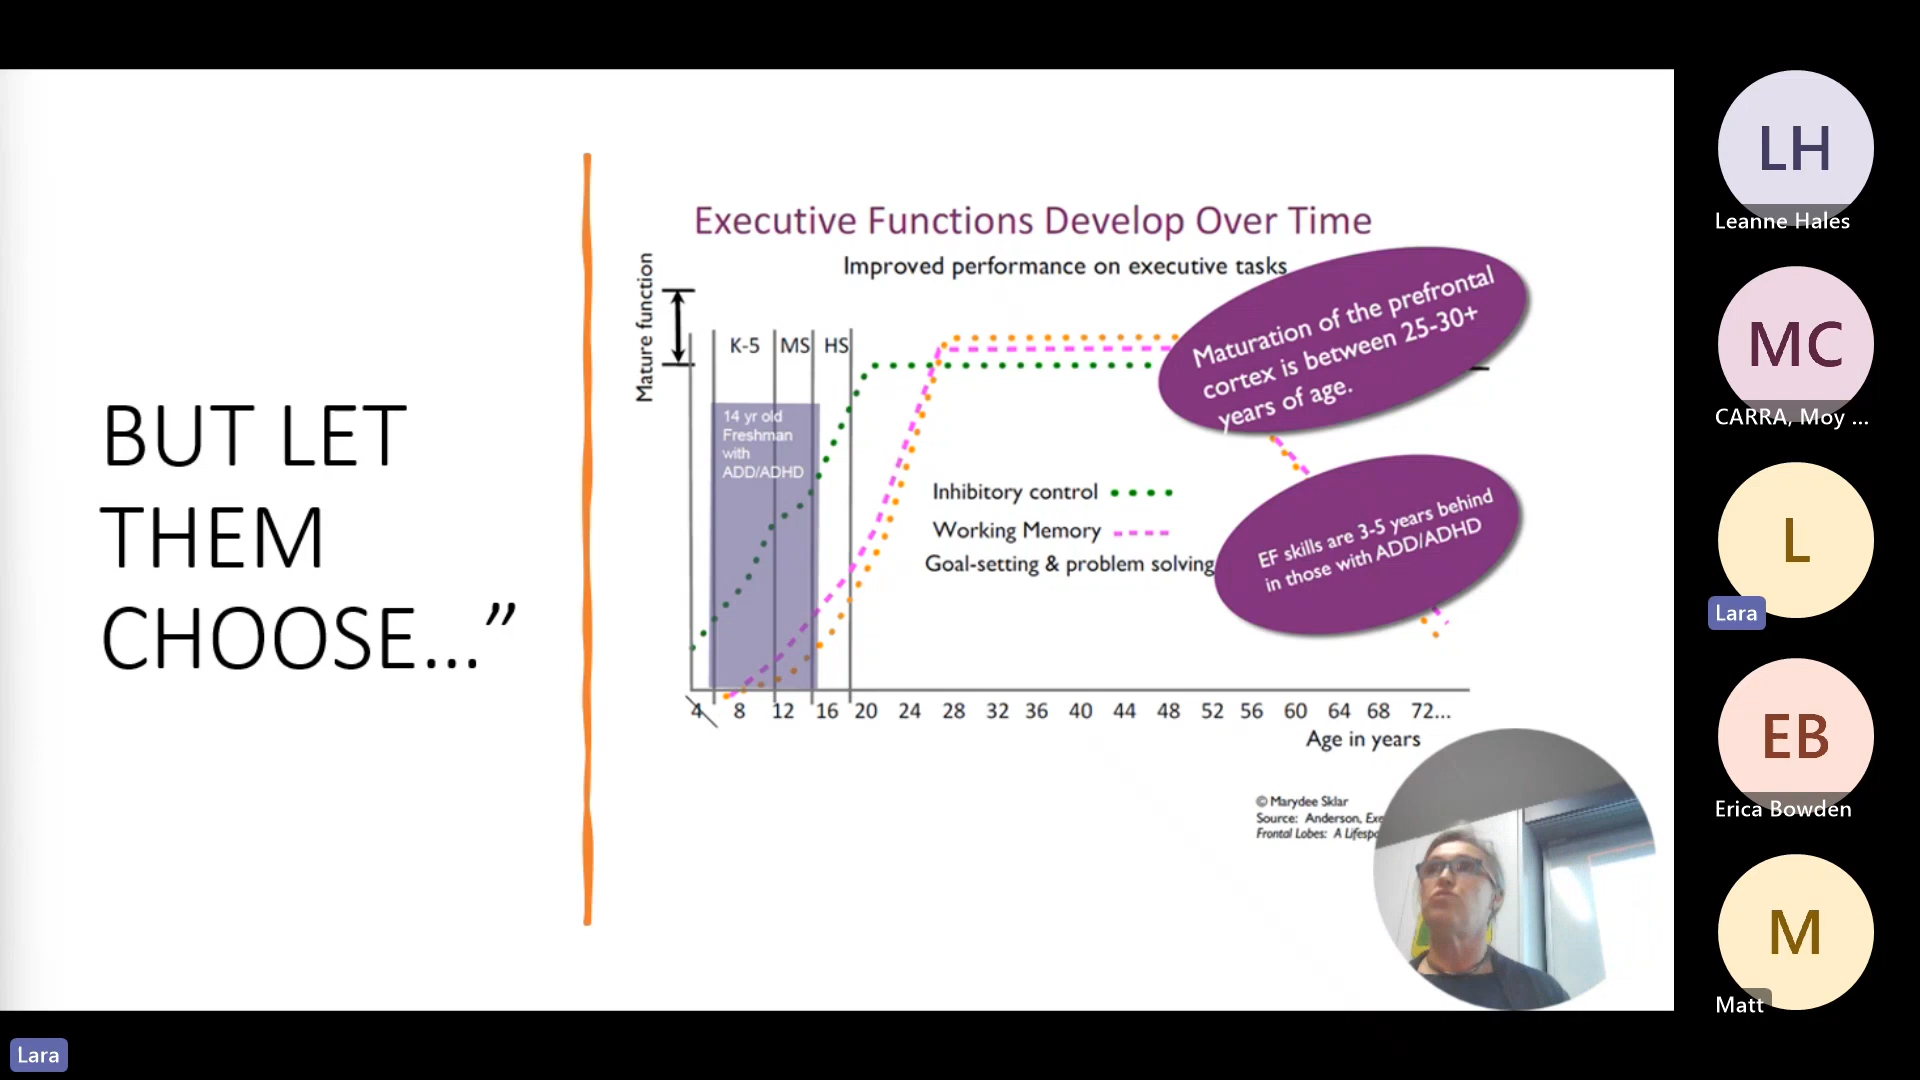 BUT LET
THEM
CHOOSE…”
Executive Functions Develop Over Time
Improved performance on executive tasks
Mature function
K-5 MS HS
14 yr old
Freshman
with
ADD/ADHD
Maturation of the prefrontal
cortex is between 25-30+
years of age.
Inhibitory control
Working Memory
Goal-setting & problem solving
EF skills are 3-5 years behind
in those with ADD/ADHD
4 8 12 16 20 24 28 32 36 40 44 48 52 56 60 64 68 72...
Age in years
© Marydee Sklar
Source: Anderson,
Frontal Lobes: A
LH
Leanne Hales
MC
CARRA, Moy ...
L
Lara
EB
Erica Bowden
M
Matt
Lara